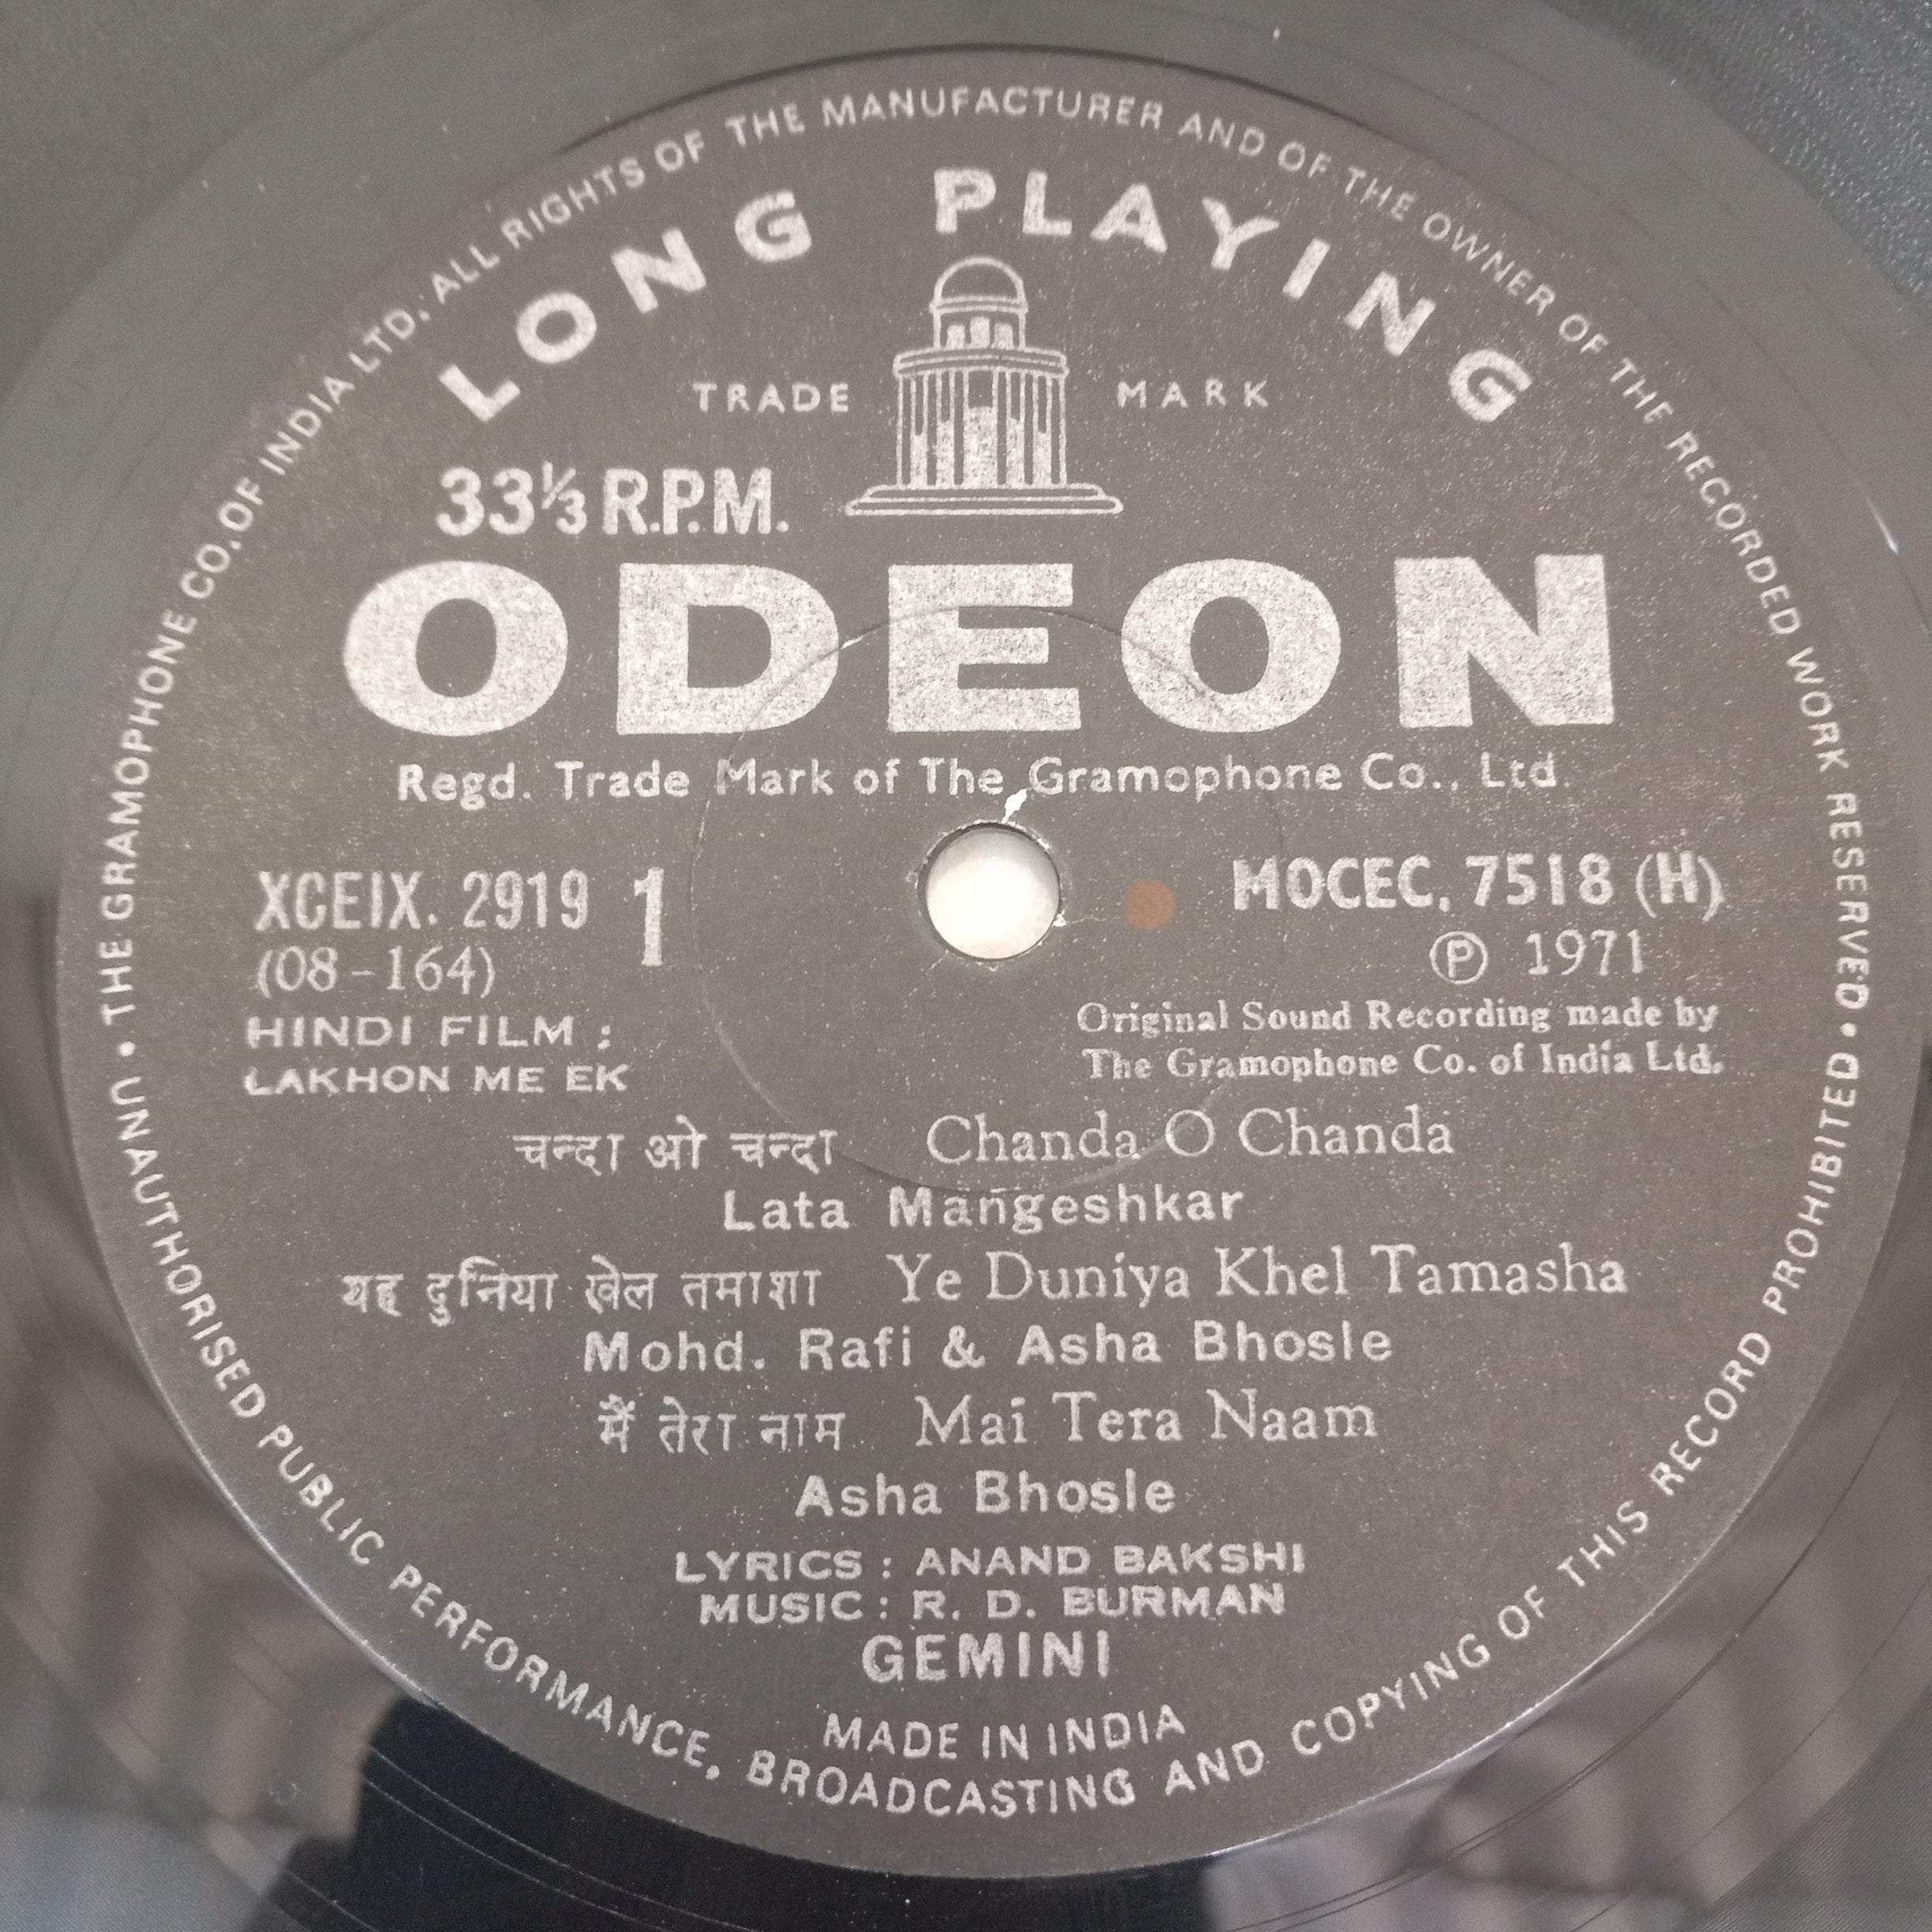 • THE GRAMOPHONE CO. OF INDIA LTD. ALL RIGHTS OF THE MANUFACTURER AND OF THE OWNER OF THE RECORDED WORK RESERVED •
LONG PLAYING
TRADE MARK
33⅓ R.P.M.
ODEON
Regd. Trade Mark of The Gramophone Co., Ltd.
XCEIX. 2919 1
(08-164)
HINDI FILM :
LAKHON ME EK
MOCEC. 7518 (H)
Ⓟ 1971
Original Sound Recording made by
The Gramophone Co. of India Ltd.
चन्दा ओ चन्दा Chanda O Chanda
Lata Mangeshkar
यह दुनिया खेल तमाशा Ye Duniya Khel Tamasha
Mohd. Rafi & Asha Bhosle
मैं तेरा नाम Mai Tera Naam
Asha Bhosle
LYRICS : ANAND BAKSHI
MUSIC : R. D. BURMAN
GEMINI
MADE IN INDIA
UNAUTHORISED PUBLIC PERFORMANCE, BROADCASTING AND COPYING OF THIS RECORD PROHIBITED